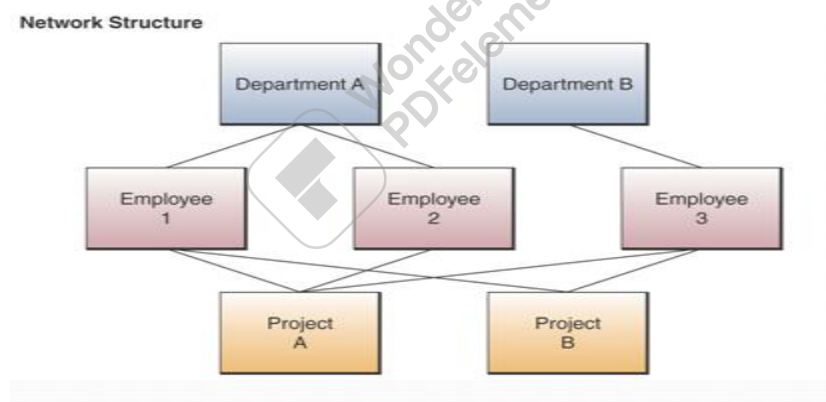 Network Structure
Department A
Department B
Employee
1
Employee
2
Employee
3
Project
A
Project
B